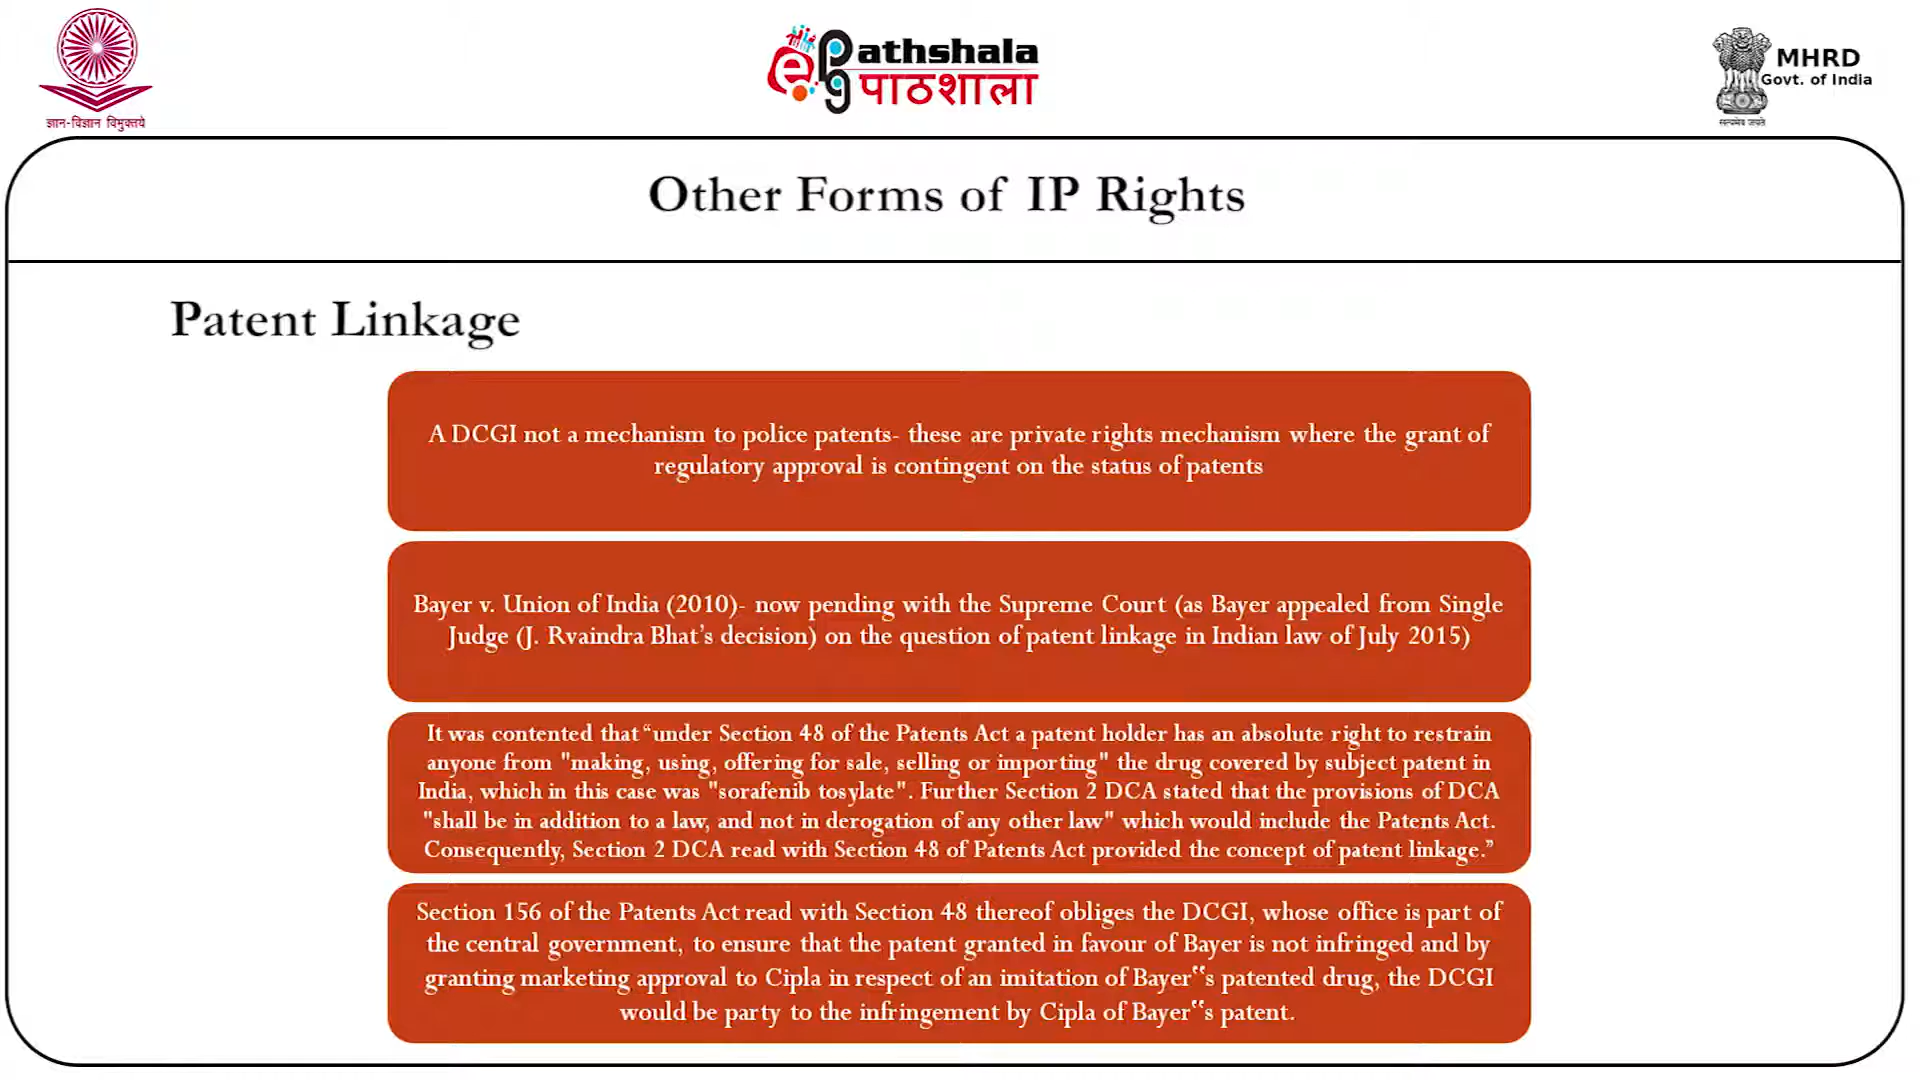 ज्ञान-विज्ञान विमुक्तये
ePG athshala
पाठशाला
MHRD
Govt. of India
सत्यमेव जयते
Other Forms of IP Rights
Patent Linkage
A DCGI not a mechanism to police patents- these are private rights mechanism where the grant of
regulatory approval is contingent on the status of patents
Bayer v. Union of India (2010)- now pending with the Supreme Court (as Bayer appealed from Single
Judge (J. Rvaindra Bhat’s decision) on the question of patent linkage in Indian law of July 2015)
It was contented that “under Section 48 of the Patents Act a patent holder has an absolute right to restrain
anyone from "making, using, offering for sale, selling or importing" the drug covered by subject patent in
India, which in this case was "sorafenib tosylate". Further Section 2 DCA stated that the provisions of DCA
"shall be in addition to a law, and not in derogation of any other law" which would include the Patents Act.
Consequently, Section 2 DCA read with Section 48 of Patents Act provided the concept of patent linkage.”
Section 156 of the Patents Act read with Section 48 thereof obliges the DCGI, whose office is part of
the central government, to ensure that the patent granted in favour of Bayer is not infringed and by
granting marketing approval to Cipla in respect of an imitation of Bayer‟s patented drug, the DCGI
would be party to the infringement by Cipla of Bayer‟s patent.